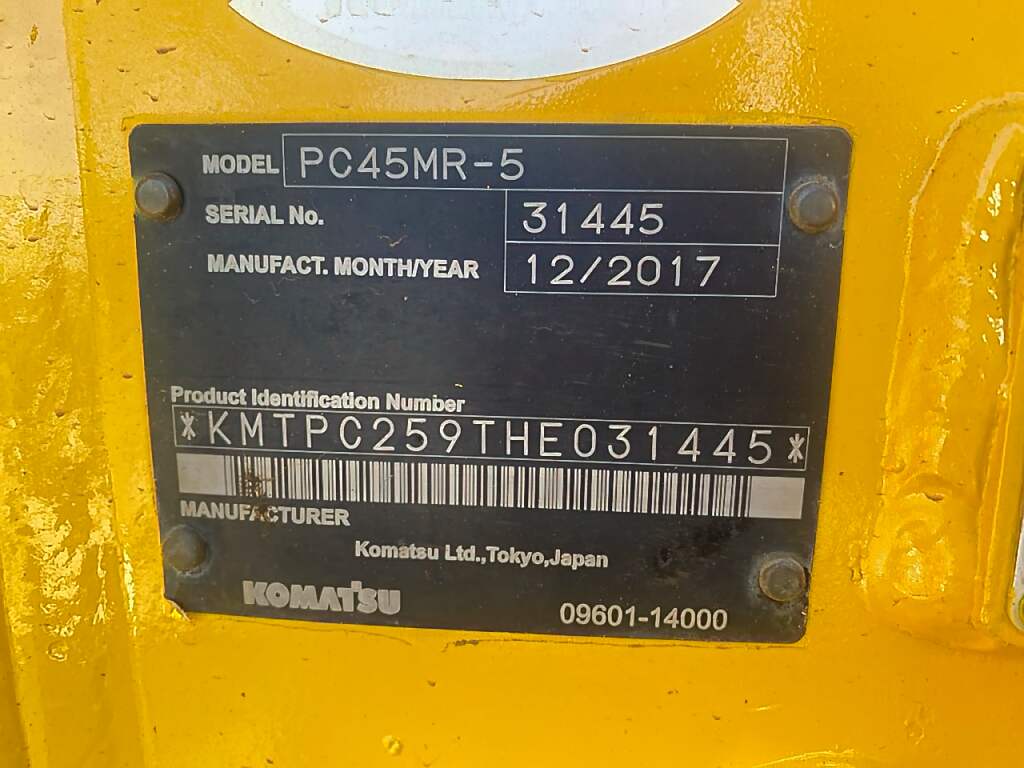 MODEL PC45MR-5
SERIAL No. 31445
MANUFACT. MONTH/YEAR 12/2017
Product Identification Number
*KMTPC259THE031445*
MANUFACTURER
Komatsu Ltd.,Tokyo,Japan
KOMATSU
09601-14000